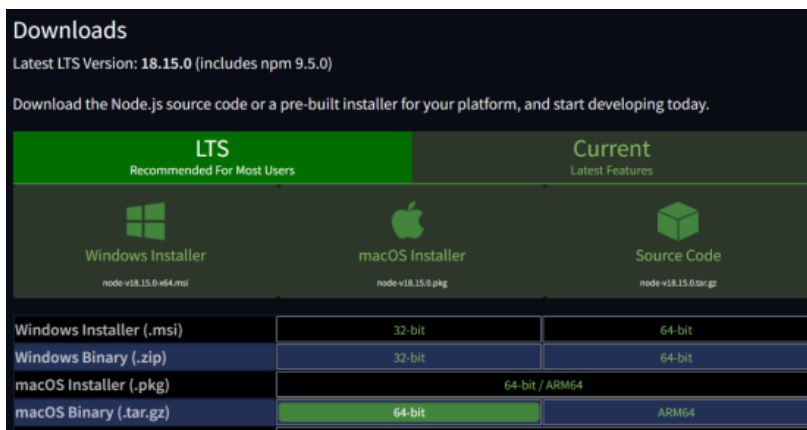 Downloads
Latest LTS Version: 18.15.0 (includes npm 9.5.0)
Download the Node.js source code or a pre-built installer for your platform, and start developing today.
LTS
Recommended For Most Users
Current
Latest Features
Windows Installer
node-v18.15.0-x64.msi
macOS Installer
node-v18.15.0.pkg
Source Code
node-v18.15.0.tar.gz
Windows Installer (.msi) 32-bit 64-bit
Windows Binary (.zip) 32-bit 64-bit
macOS Installer (.pkg) 64-bit / ARM64
macOS Binary (.tar.gz) 64-bit ARM64